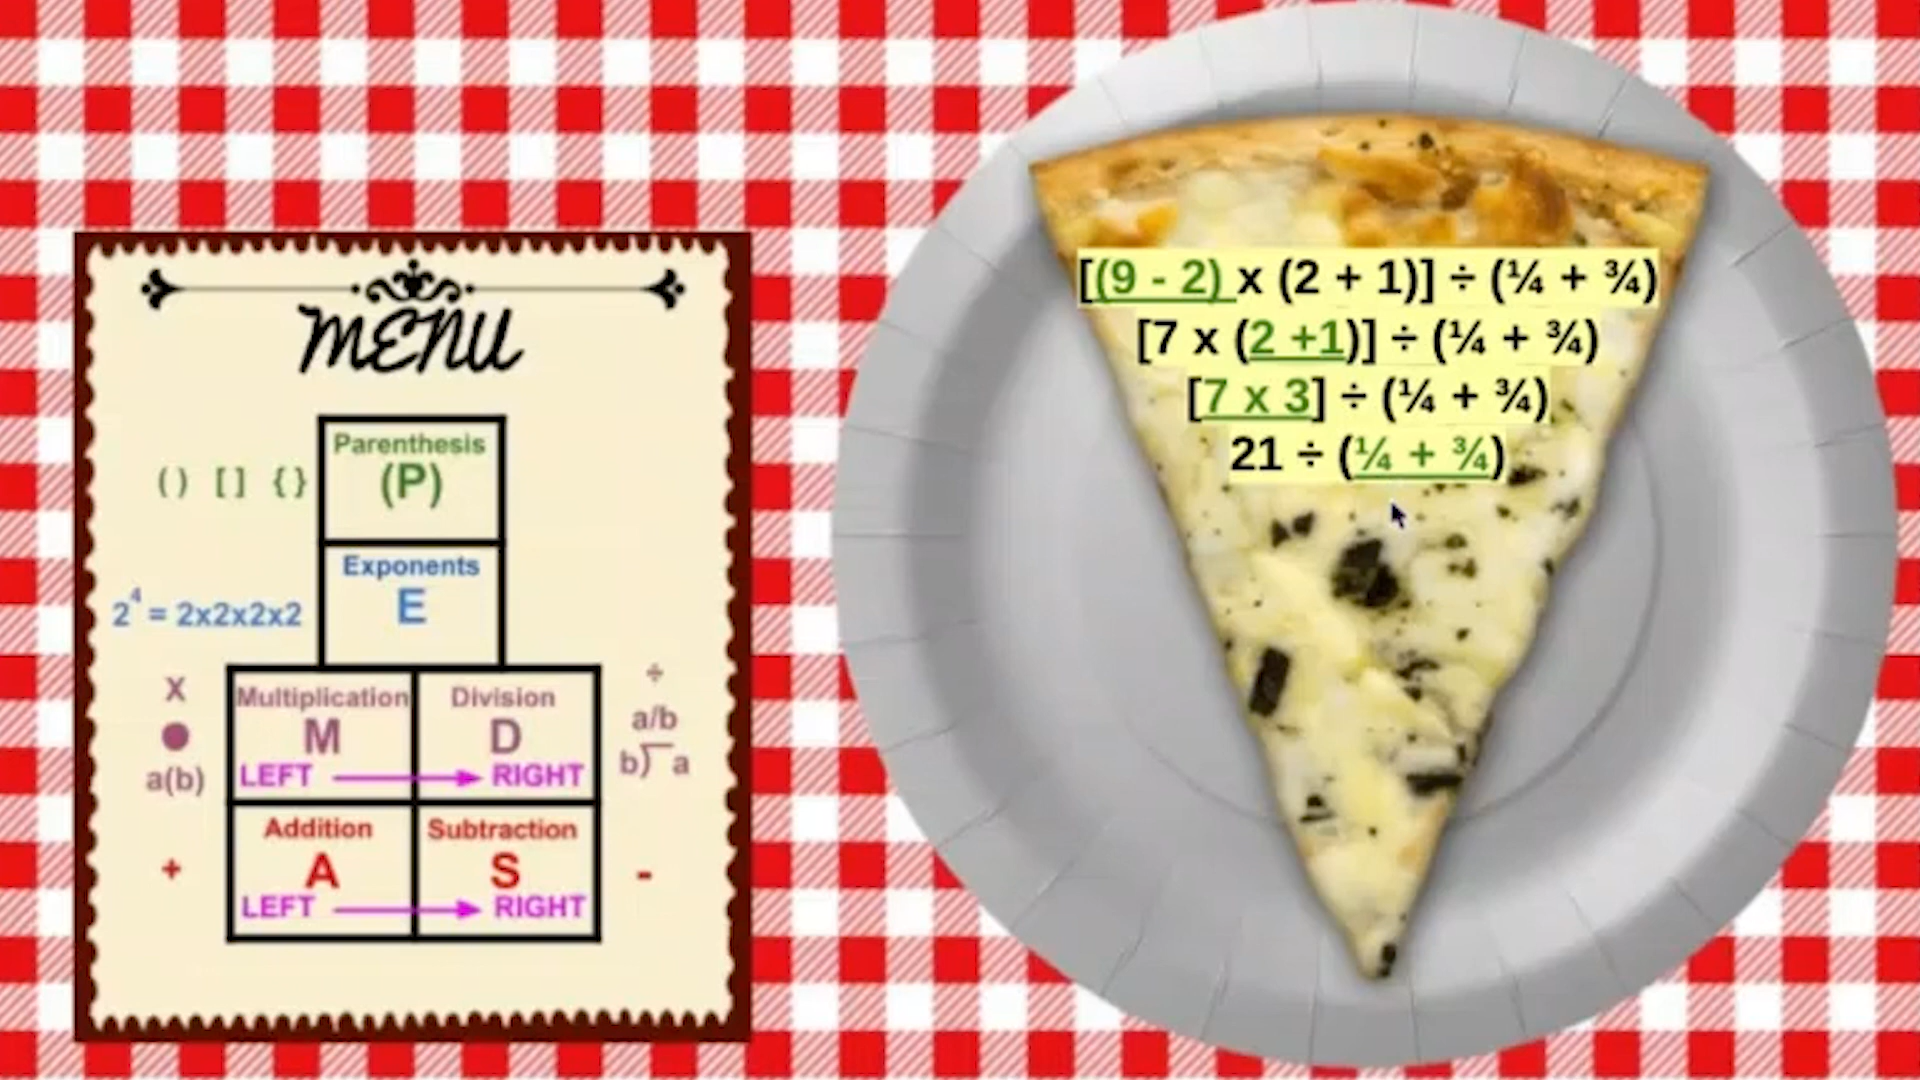 MENU
Parenthesis
( ) [ ] { } (P)
Exponents
E
2⁴ = 2x2x2x2
Multiplication Division
x M D ÷
● a/b
a(b) LEFT RIGHT b)‾a
Addition Subtraction
+ A S -
LEFT RIGHT
[(9 - 2) x (2 + 1)] ÷ (¼ + ¾)
[7 x (2 +1)] ÷ (¼ + ¾)
[7 x 3] ÷ (¼ + ¾)
21 ÷ (¼ + ¾)